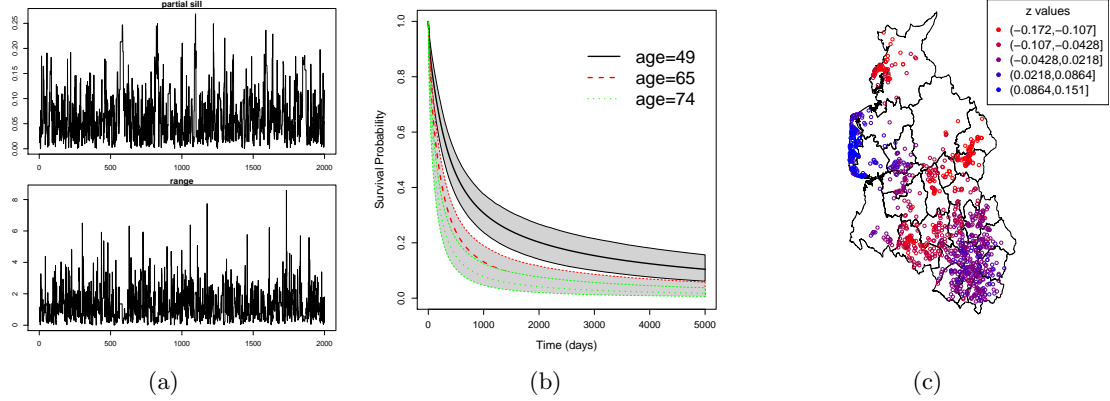 partial sill
0.25
0.20
0.15
0.10
0.05
0.00
0 500 1000 1500 2000
range
8
6
4
2
0
0 500 1000 1500 2000
(a)
Survival Probability
1.0
0.8
0.6
0.4
0.2
0.0
age=49
age=65
age=74
0 1000 2000 3000 4000 5000
Time (days)
(b)
z values
(−0.172,−0.107]
(−0.107,−0.0428]
(−0.0428,0.0218]
(0.0218,0.0864]
(0.0864,0.151]
(c)